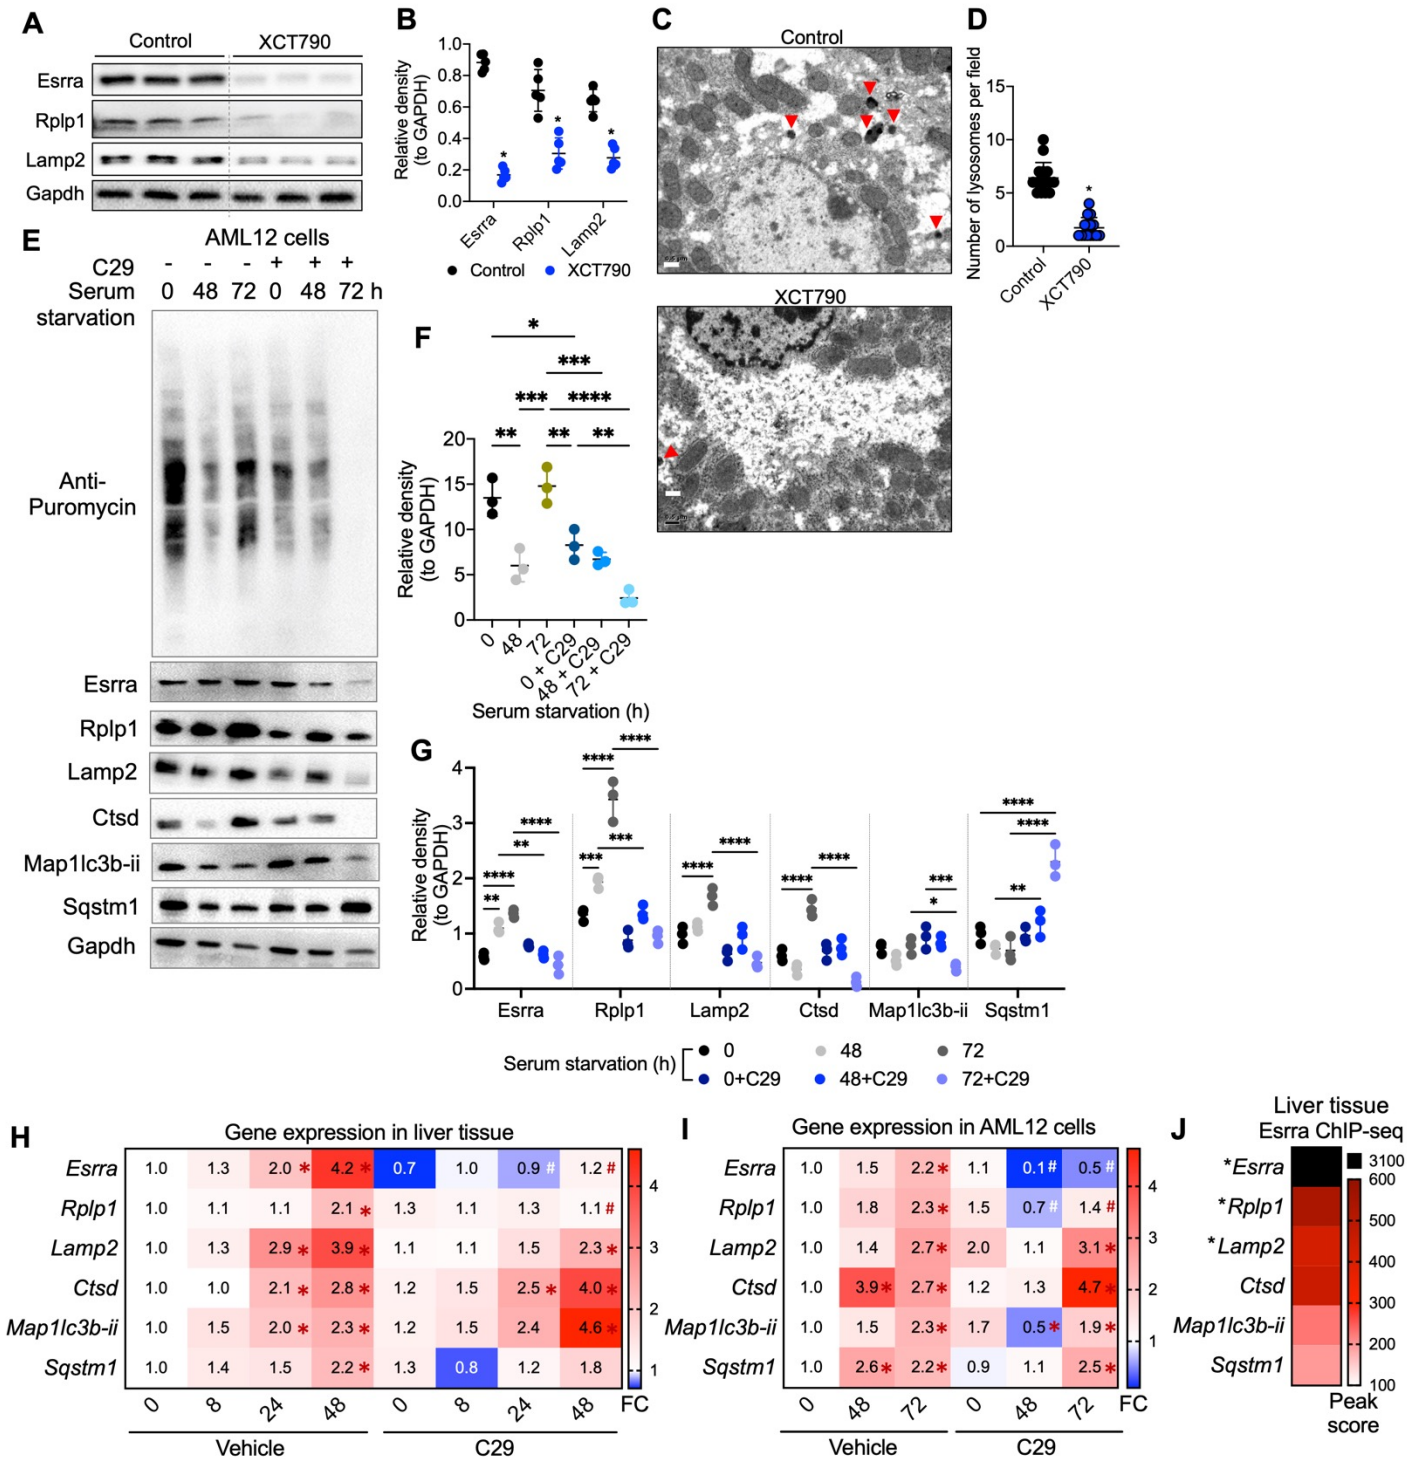 A
Control XCT790
Esrra
Rplp1
Lamp2
Gapdh
B
Relative density
(to GAPDH)
1.0
0.8
0.6
0.4
0.2
0.0
* * *
Esrra Rplp1 Lamp2
Control XCT790
C
Control
XCT790
D
Number of lysosomes per field
15
10
5
0
*
Control XCT790
E
AML12 cells
C29 - - - + + +
Serum starvation 0 48 72 0 48 72 h
Anti-
Puromycin
Esrra
Rplp1
Lamp2
Ctsd
Map1lc3b-ii
Sqstm1
Gapdh
F
*
***
*** ****
** ** **
Relative density
(to GAPDH)
20
15
10
5
0
0 48 72 0 + C29 48 + C29 72 + C29
Serum starvation (h)
G
Relative density
(to GAPDH)
4
3
2
1
0
**** ** **** **
**** **** *** ***
**** ****
**** ****
*** *
**** **** **
Esrra Rplp1 Lamp2 Ctsd Map1lc3b-ii Sqstm1
Serum starvation (h) 0 48 72
0+C29 48+C29 72+C29
H
Gene expression in liver tissue
Esrra 1.0 1.3 2.0* 4.2* 0.7 1.0 0.9# 1.2#
Rplp1 1.0 1.1 1.1 2.1* 1.3 1.1 1.3 1.1#
Lamp2 1.0 1.3 2.9* 3.9* 1.1 1.1 1.5 2.3*
Ctsd 1.0 1.0 2.1* 2.8* 1.2 1.5 2.5* 4.0*
Map1lc3b-ii 1.0 1.5 2.0* 2.3* 1.2 1.5 2.4 4.6*
Sqstm1 1.0 1.4 1.5 2.2* 1.3 0.8 1.2 1.8
4
3
2
1
FC
0 8 24 48 0 8 24 48
Vehicle C29
I
Gene expression in AML12 cells
Esrra 1.0 1.5 2.2* 1.1 0.1# 0.5#
Rplp1 1.0 1.8 2.3* 1.5 0.7# 1.4#
Lamp2 1.0 1.4 2.7* 2.0 1.1 3.1*
Ctsd 1.0 3.9* 2.7* 1.2 1.3 4.7*
Map1lc3b-ii 1.0 1.5 2.3* 1.7 0.5* 1.9*
Sqstm1 1.0 2.6* 2.2* 0.9 1.1 2.5*
4
3
2
1
FC
0 48 72 0 48 72
Vehicle C29
J
Liver tissue
Esrra ChIP-seq
*Esrra
*Rplp1
*Lamp2
Ctsd
Map1lc3b-ii
Sqstm1
3100
600
500
400
300
200
100
Peak
score